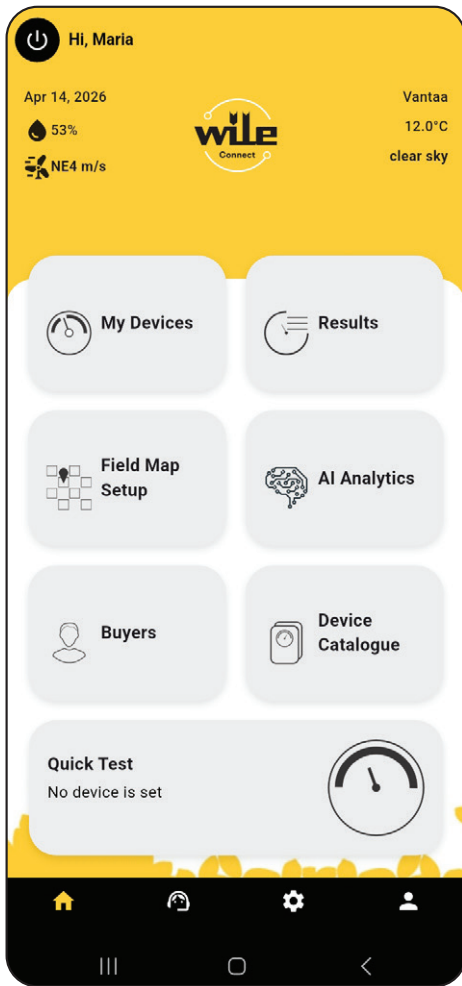 Hi, Maria
Apr 14, 2026
Vantaa
53%
12.0°C
NE4 m/s
clear sky
wile
Connect
My Devices
Results
Field Map
Setup
AI Analytics
Buyers
Device
Catalogue
Quick Test
No device is set